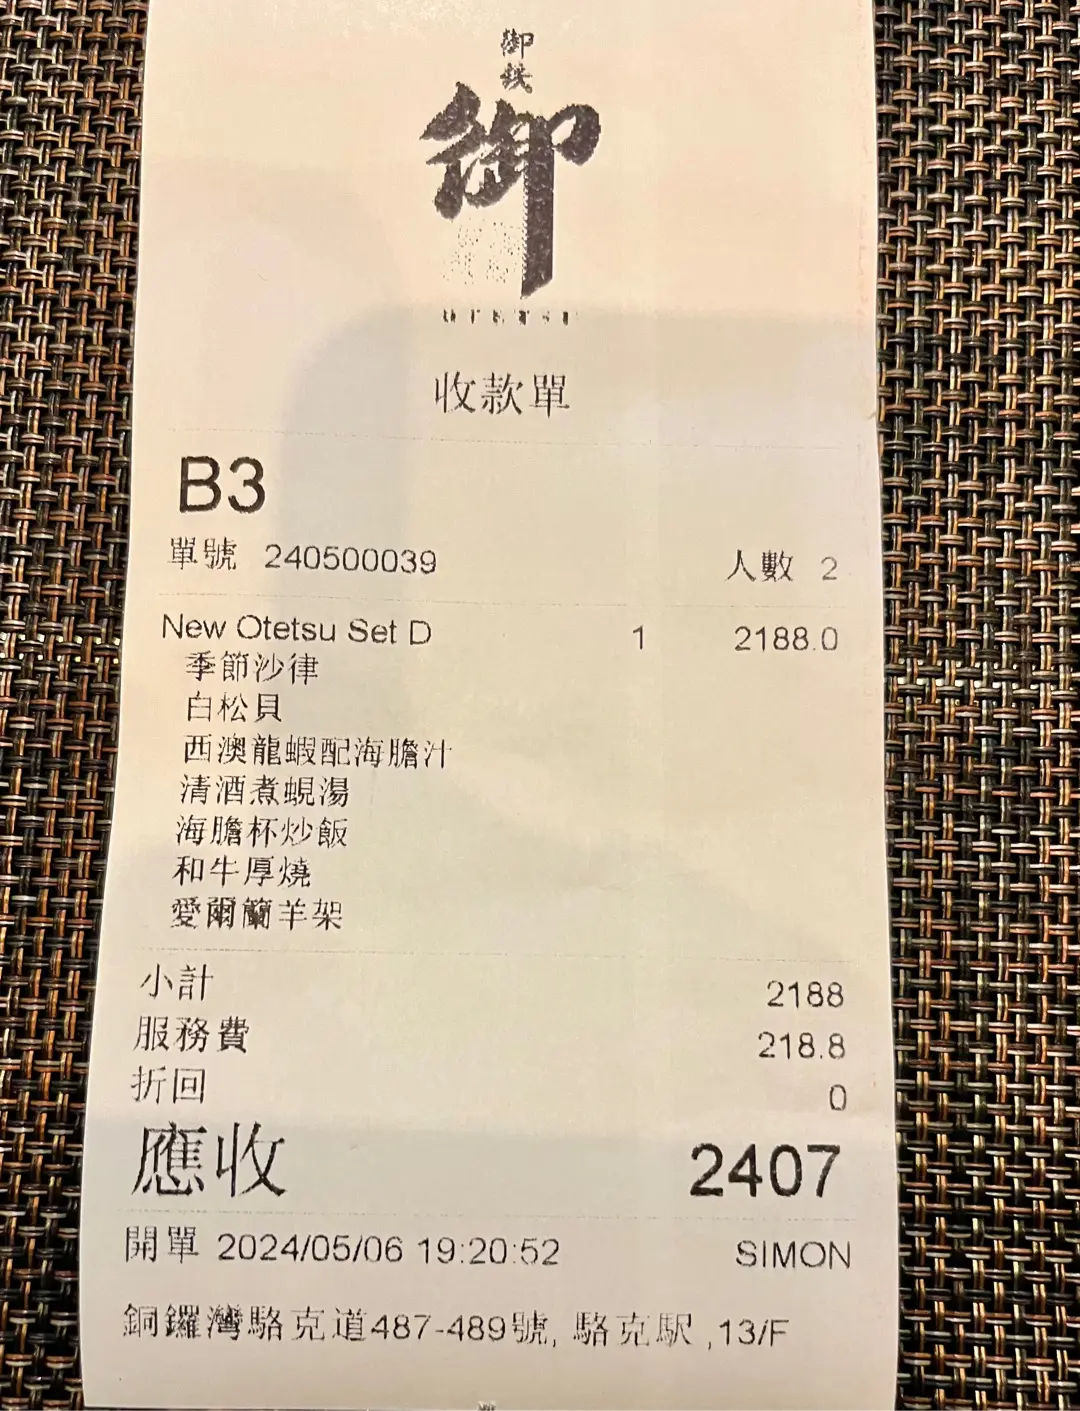 御鉄
御
收款單
B3
單號 240500039 人數 2
New Otetsu Set D 1 2188.0
季節沙律
白松貝
西澳龍蝦配海膽汁
清酒煮蜆湯
海膽杯炒飯
和牛厚燒
愛爾蘭羊架
小計 2188
服務費 218.8
折回 0
應收 2407
開單 2024/05/06 19:20:52 SIMON
銅鑼灣駱克道487-489號, 駱克駅 ,13/F